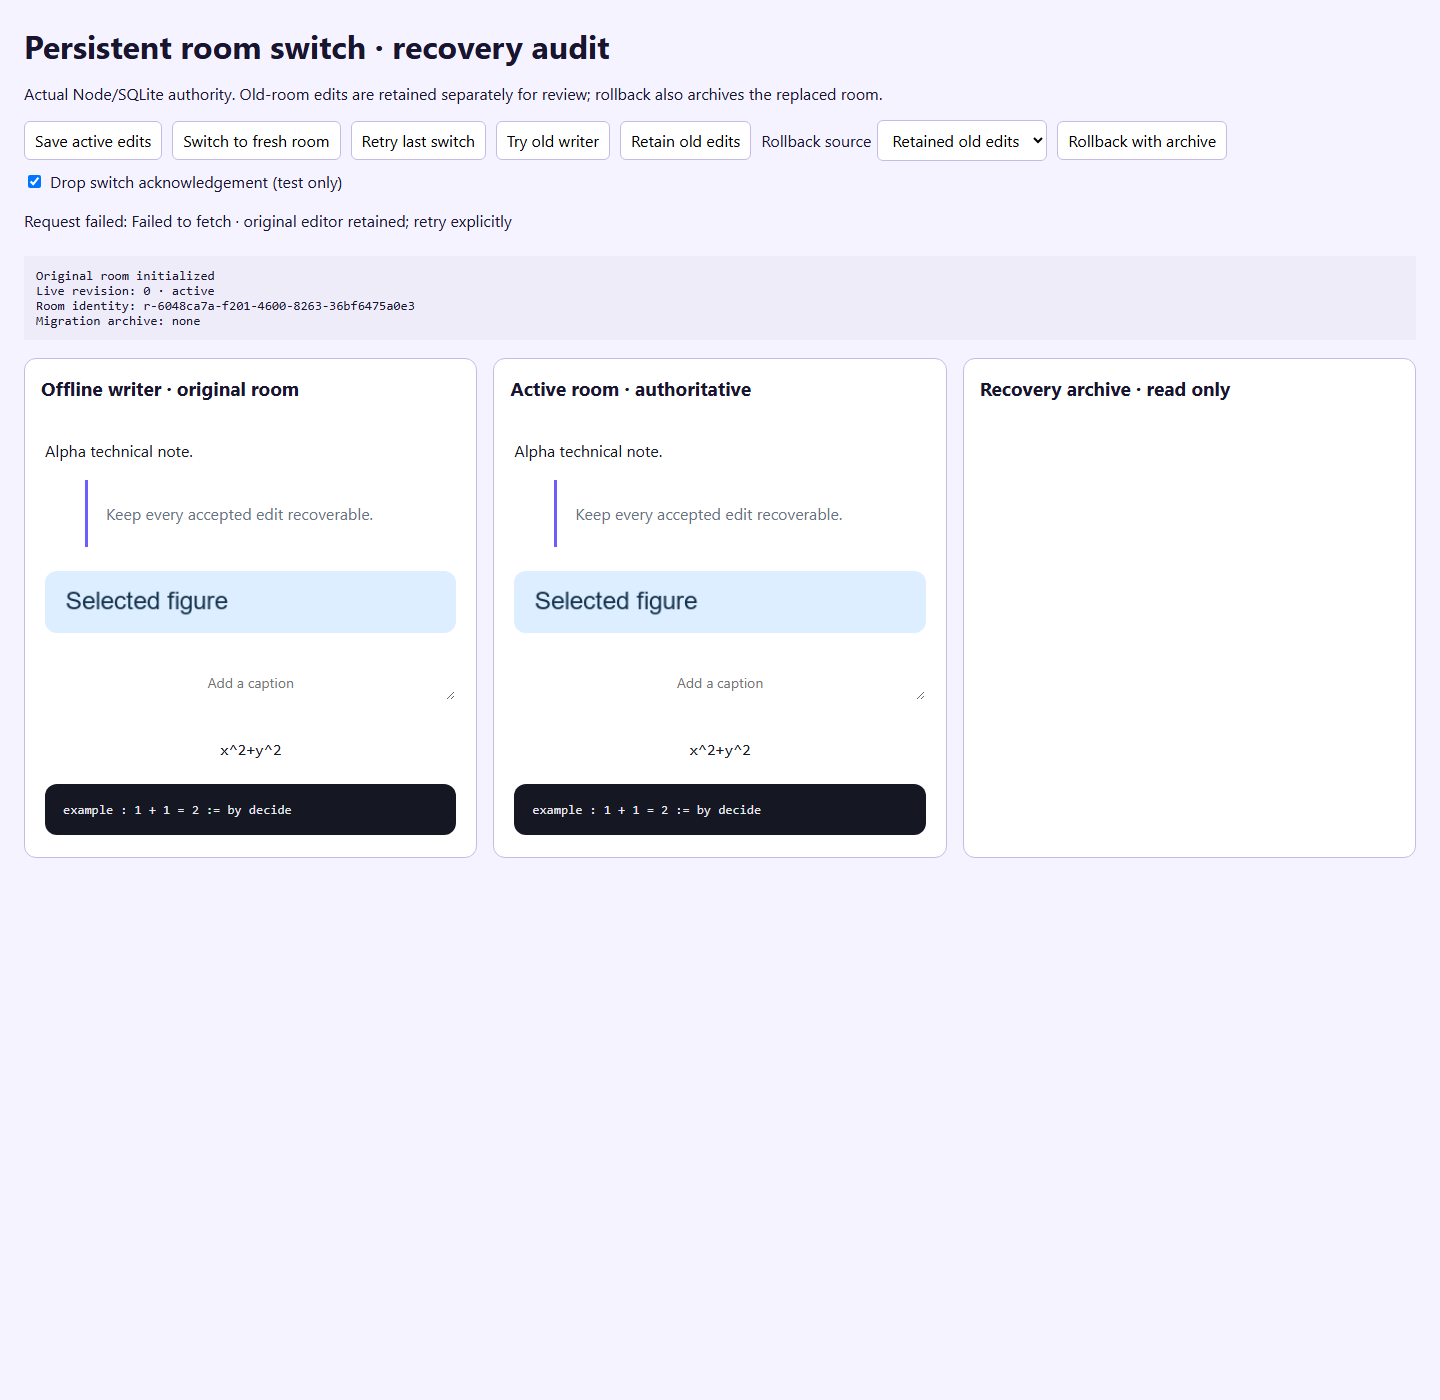 Persistent room switch · recovery audit
Actual Node/SQLite authority. Old-room edits are retained separately for review; rollback also archives the replaced room.
Save active edits Switch to fresh room Retry last switch Try old writer Retain old edits Rollback source Retained old edits Rollback with archive
Drop switch acknowledgement (test only)
Request failed: Failed to fetch · original editor retained; retry explicitly
Original room initialized
Live revision: 0 · active
Room identity: r-6048ca7a-f201-4600-8263-36bf6475a0e3
Migration archive: none
Offline writer · original room
Alpha technical note.
Keep every accepted edit recoverable.
Selected figure
Add a caption
x^2+y^2
example : 1 + 1 = 2 := by decide
Active room · authoritative
Alpha technical note.
Keep every accepted edit recoverable.
Selected figure
Add a caption
x^2+y^2
example : 1 + 1 = 2 := by decide
Recovery archive · read only